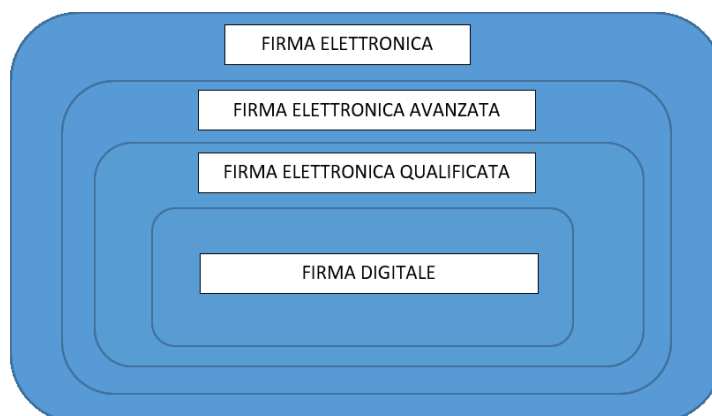 FIRMA ELETTRONICA
FIRMA ELETTRONICA AVANZATA
FIRMA ELETTRONICA QUALIFICATA
FIRMA DIGITALE